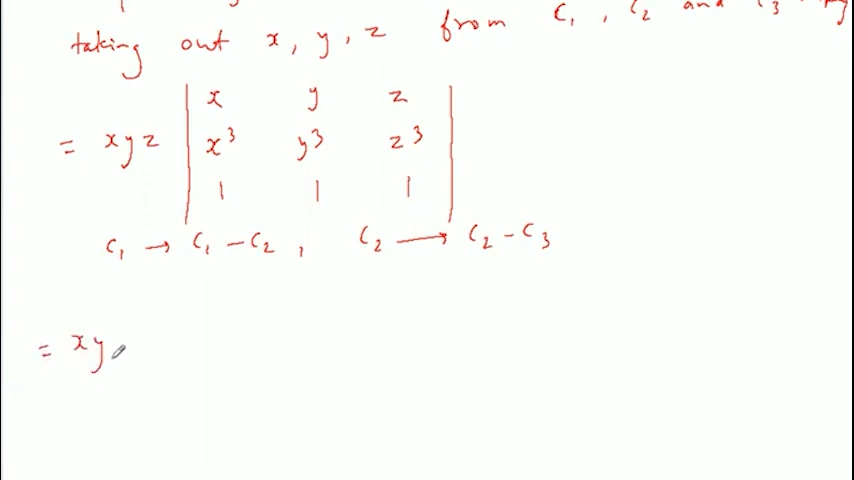 taking out x, y, z from C₁, C₂ and C₃
= xyz | x y z |
| x³ y³ z³ |
| 1 1 1 |
C₁ → C₁ – C₂, C₂ → C₂ – C₃
= xy